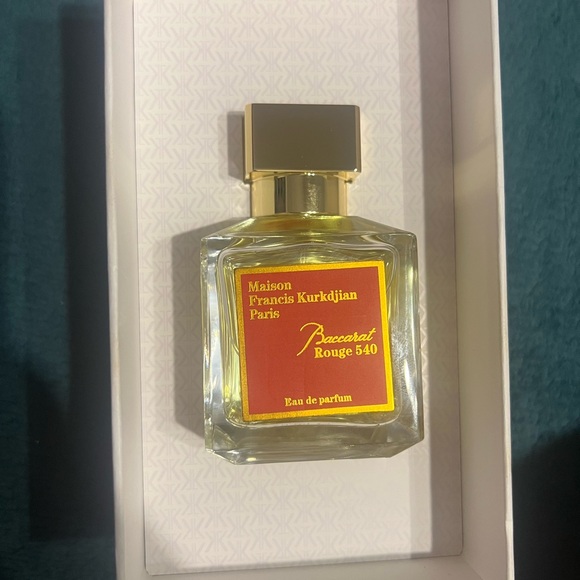 Maison
Francis Kurkdjian
Paris
Baccarat
Rouge 540
Eau de parfum